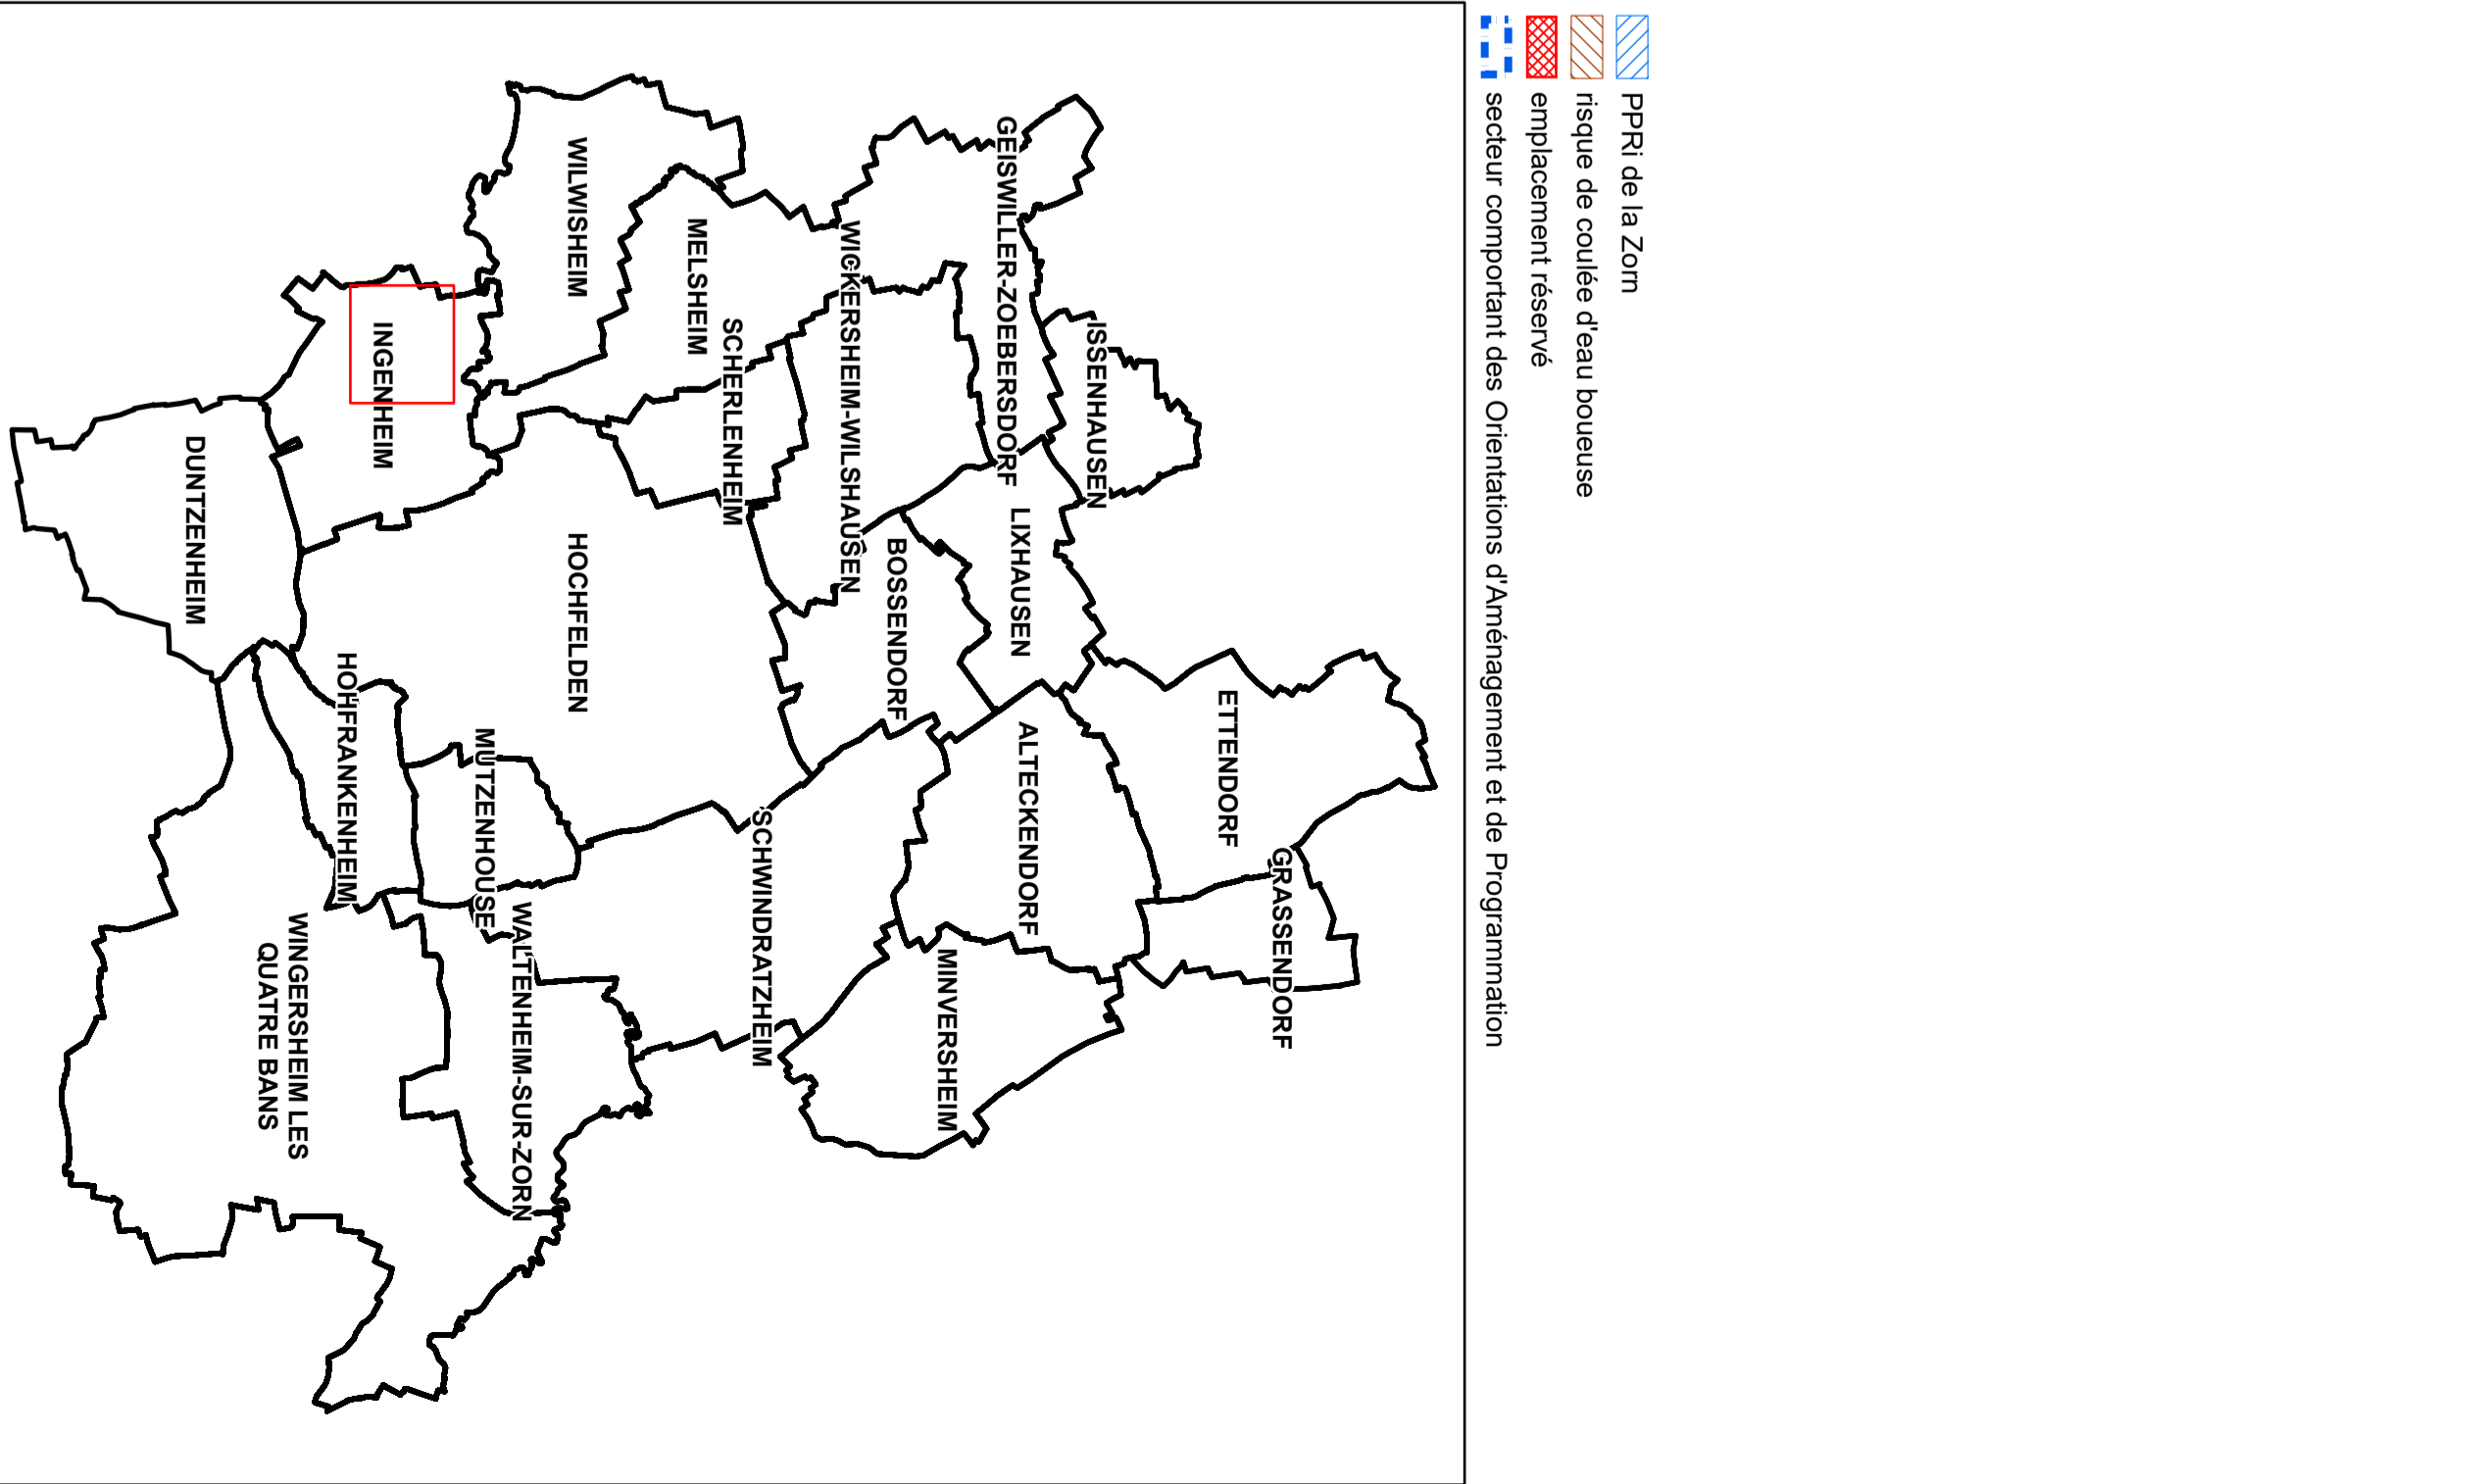 PPRi de la Zorn
risque de coulée d'eau boueuse
emplacement réservé
secteur comportant des Orientations d'Aménagement et de Programmation
GRASSENDORF
ETTENDORF
ISSENHAUSEN
ALTECKENDORF
LIXHAUSEN
GEISWILLER-ZOEBERSDORF
MINVERSHEIM
BOSSENDORF
WICKERSHEIM-WILSHAUSEN
SCHWINDRATZHEIM
SCHERLENHEIM
MELSHEIM
WILWISHEIM
HOCHFELDEN
WALTENHEIM-SUR-ZORN
MUTZENHOUSE
INGENHEIM
HOHFRANKENHEIM
WINGERSHEIM LES
QUATRE BANS
DUNTZENHEIM